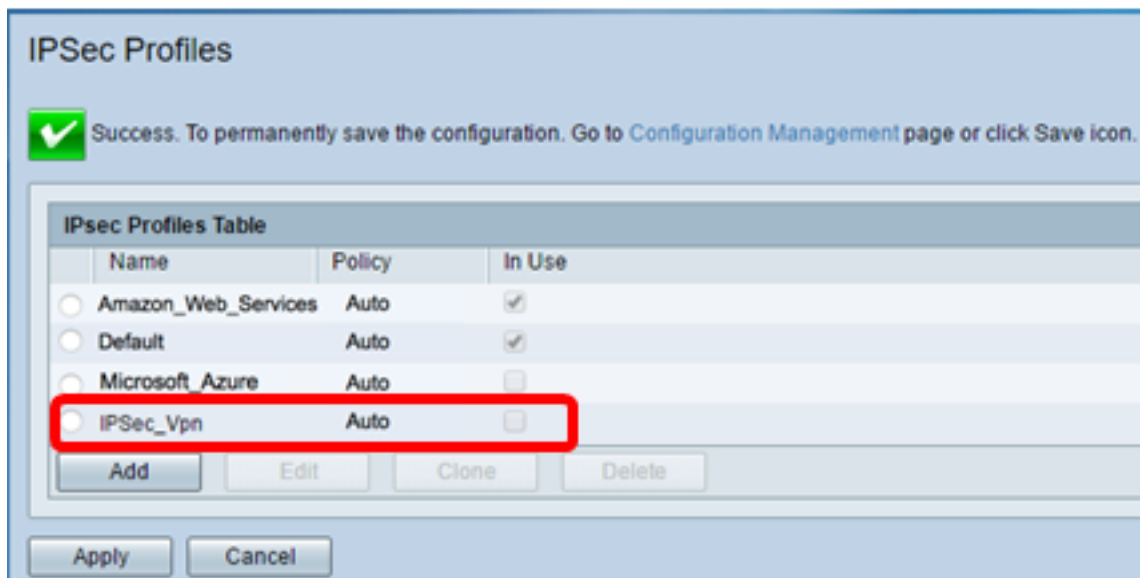 IPSec Profiles
Success. To permanently save the configuration. Go to Configuration Management page or click Save icon.
IPsec Profiles Table
Name Policy In Use
Amazon_Web_Services Auto
Default Auto
Microsoft_Azure Auto
IPSec_Vpn Auto
Add Edit Clone Delete
Apply Cancel